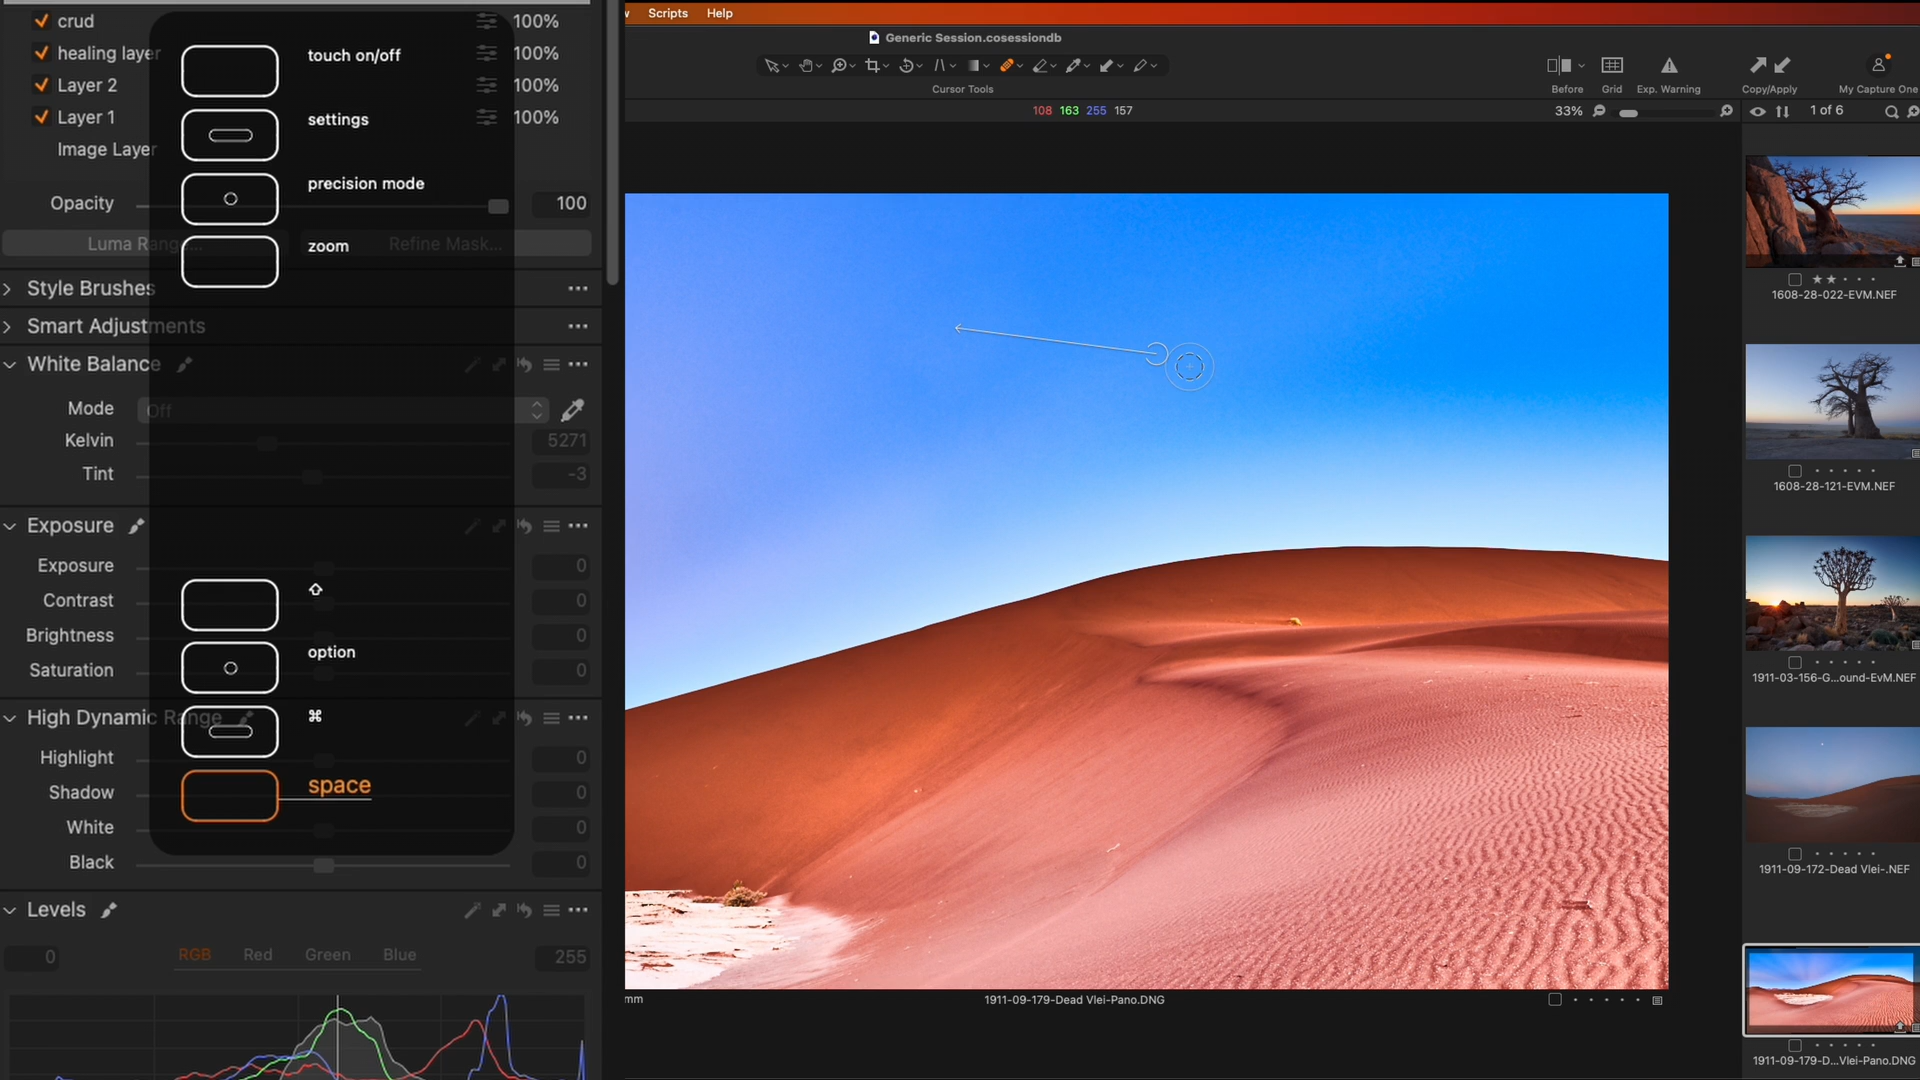 Scripts Help
Generic Session.cosessiondb
Cursor Tools
Before
Grid
Exp. Warning
Copy/Apply
My Capture One
108 163 255 157
33%
1 of 6
crud 100%
healing layer 100%
Layer 2 100%
Layer 1 100%
Image Layer
Opacity 100
Luma Range...
Refine Mask...
touch on/off
settings
precision mode
zoom
⇧
option
⌘
space
Style Brushes
Smart Adjustments
White Balance
Mode Off
Kelvin 5271
Tint -3
Exposure
Exposure 0
Contrast 0
Brightness 0
Saturation 0
High Dynamic Range
Highlight 0
Shadow 0
White 0
Black 0
Levels
0 RGB Red Green Blue 255
mm
1911-09-179-Dead Vlei-Pano.DNG
1608-28-022-EVM.NEF
1608-28-121-EVM.NEF
1911-03-156-G...ound-EvM.NEF
1911-09-172-Dead Vlei-.NEF
1911-09-179-D...Vlei-Pano.DNG